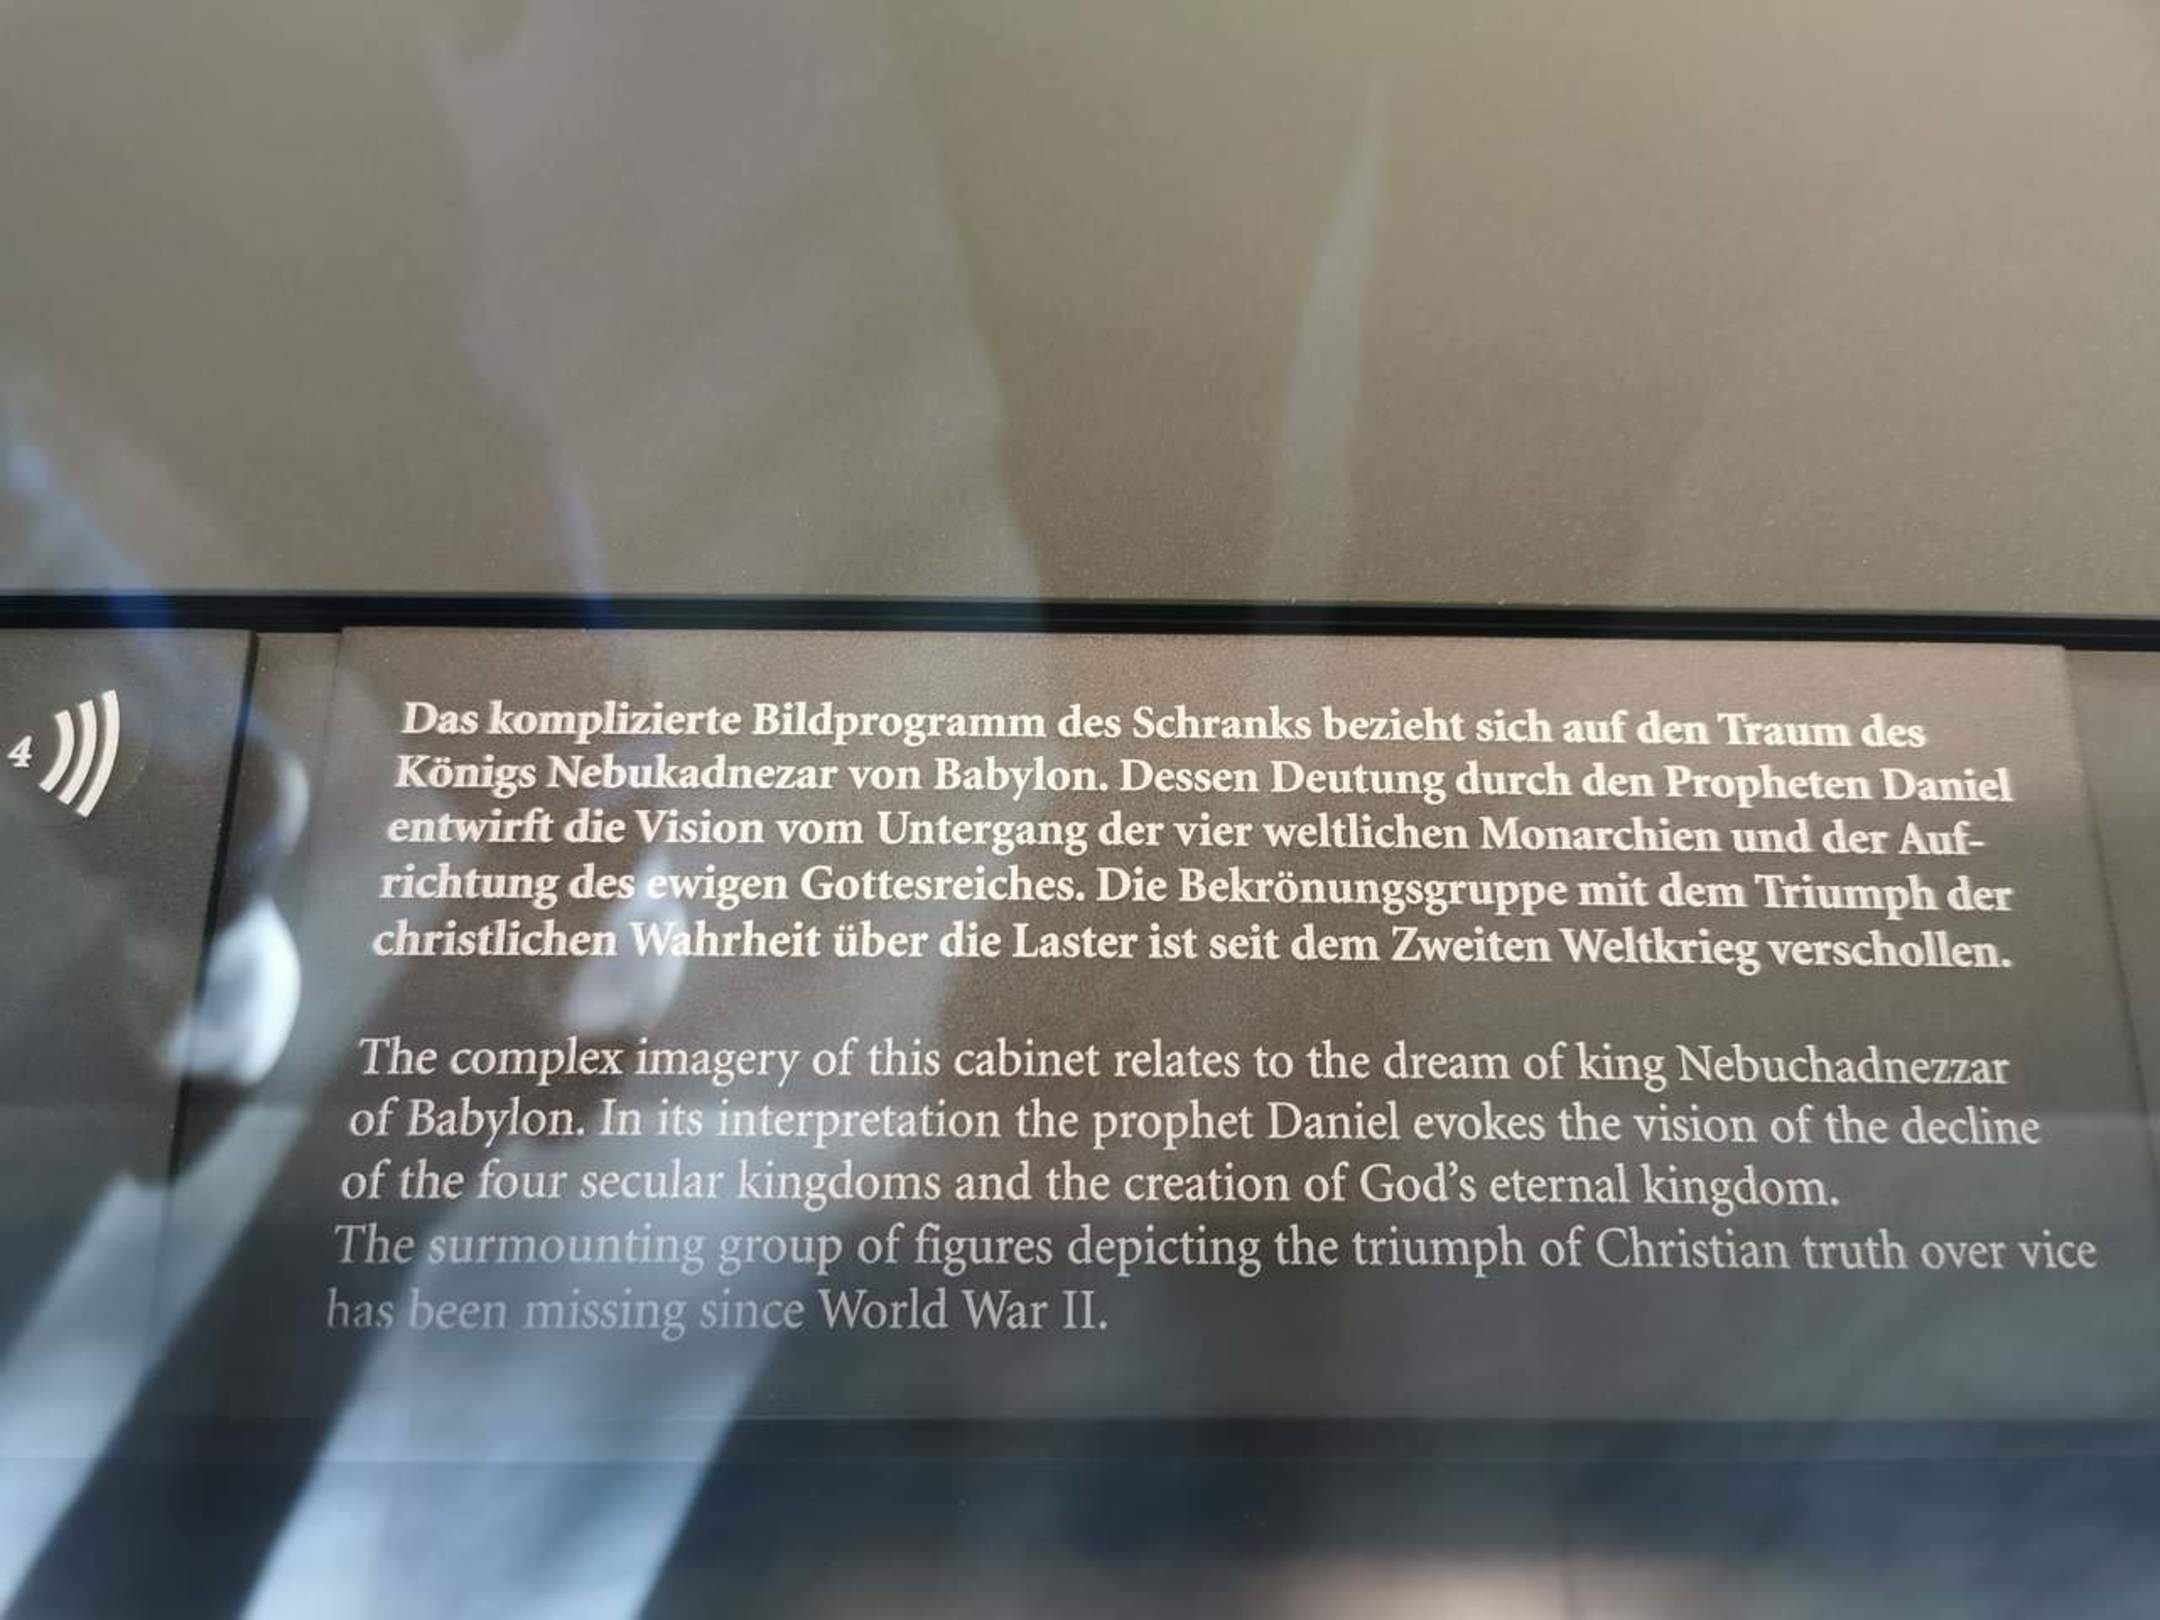 4
Das komplizierte Bildprogramm des Schranks bezieht sich auf den Traum des
Königs Nebukadnezar von Babylon. Dessen Deutung durch den Propheten Daniel
entwirft die Vision vom Untergang der vier weltlichen Monarchien und der Auf-
richtung des ewigen Gottesreiches. Die Bekrönungsgruppe mit dem Triumph der
christlichen Wahrheit über die Laster ist seit dem Zweiten Weltkrieg verschollen.
The complex imagery of this cabinet relates to the dream of king Nebuchadnezzar
of Babylon. In its interpretation the prophet Daniel evokes the vision of the decline
of the four secular kingdoms and the creation of God’s eternal kingdom.
The surmounting group of figures depicting the triumph of Christian truth over vice
has been missing since World War II.